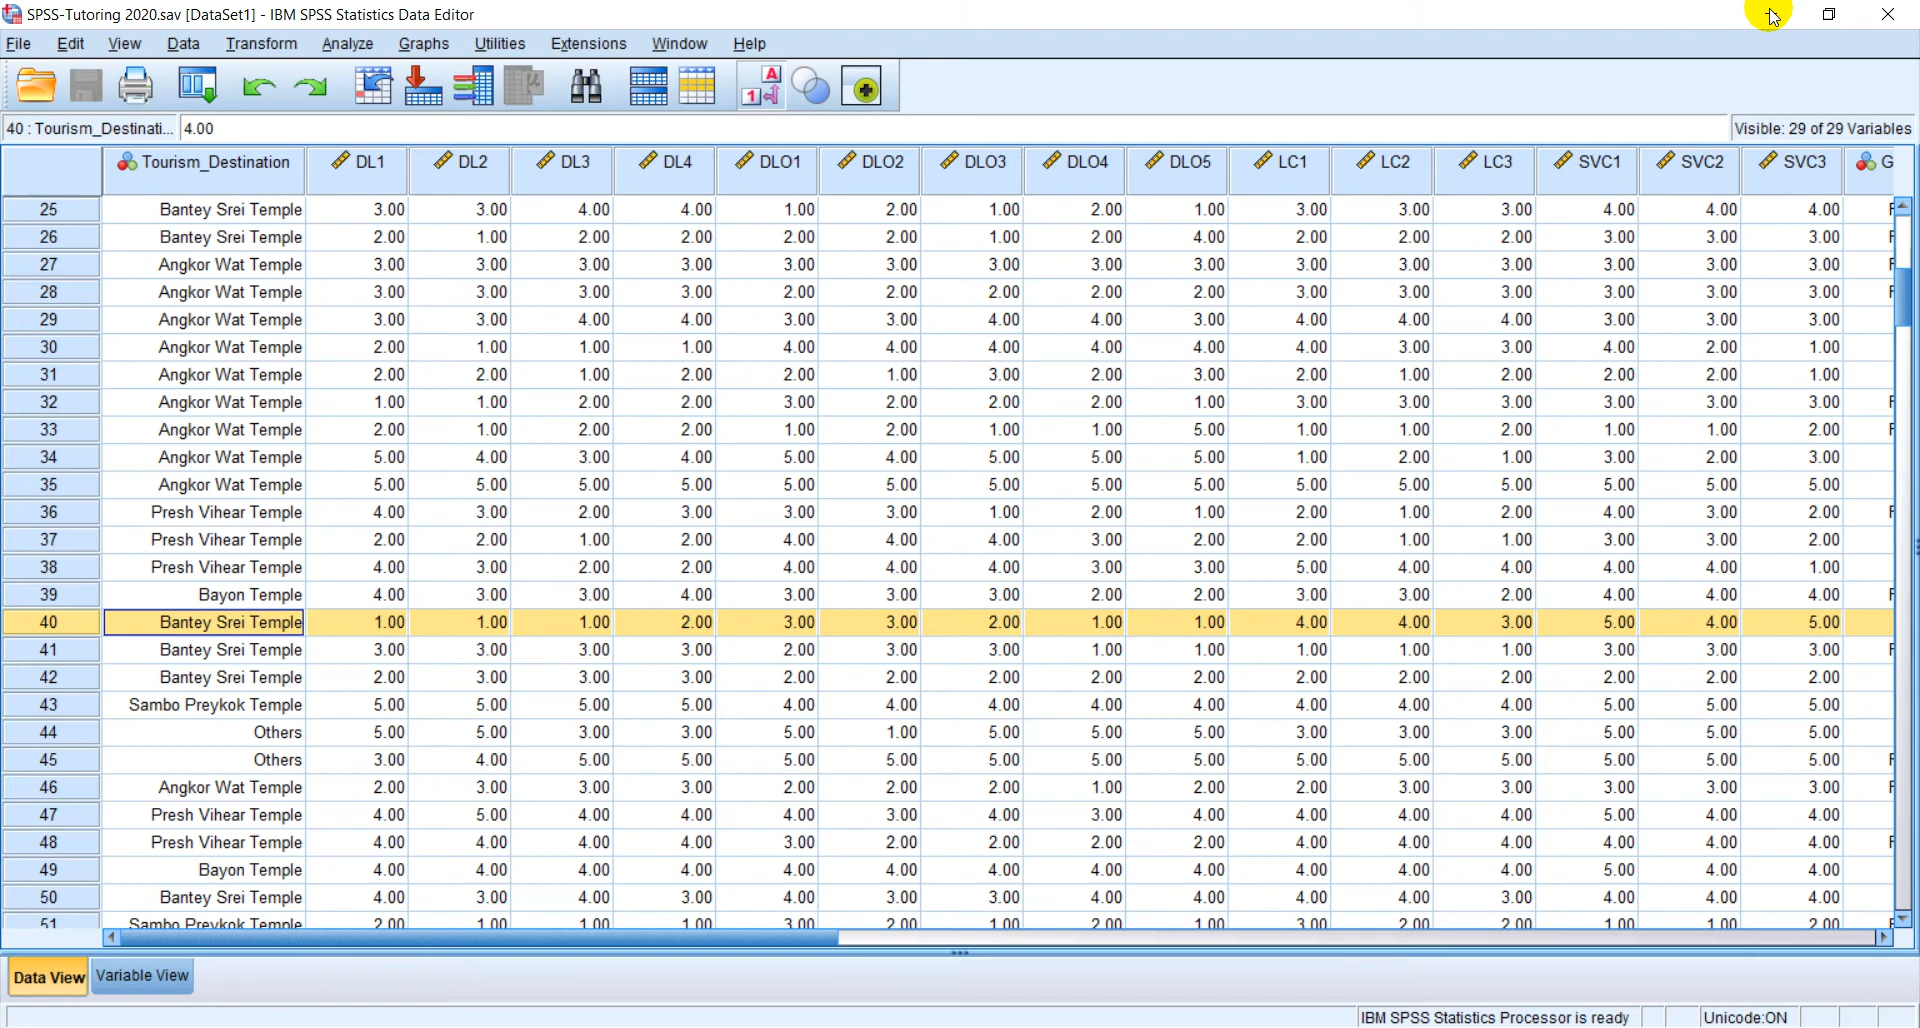 SPSS-Tutoring 2020.sav [DataSet1] - IBM SPSS Statistics Data Editor
File Edit View Data Transform Analyze Graphs Utilities Extensions Window Help
40 : Tourism_Destinati... 4.00 Visible: 29 of 29 Variables
Tourism_Destination DL1 DL2 DL3 DL4 DLO1 DLO2 DLO3 DLO4 DLO5 LC1 LC2 LC3 SVC1 SVC2 SVC3 G
25 Bantey Srei Temple 3.00 3.00 4.00 4.00 1.00 2.00 1.00 2.00 1.00 3.00 3.00 3.00 4.00 4.00 4.00
26 Bantey Srei Temple 2.00 1.00 2.00 2.00 2.00 2.00 1.00 2.00 4.00 2.00 2.00 2.00 3.00 3.00 3.00
27 Angkor Wat Temple 3.00 3.00 3.00 3.00 3.00 3.00 3.00 3.00 3.00 3.00 3.00 3.00 3.00 3.00 3.00
28 Angkor Wat Temple 3.00 3.00 3.00 3.00 2.00 2.00 2.00 2.00 2.00 3.00 3.00 3.00 3.00 3.00 3.00
29 Angkor Wat Temple 3.00 3.00 4.00 4.00 3.00 3.00 4.00 4.00 3.00 4.00 4.00 4.00 3.00 3.00 3.00
30 Angkor Wat Temple 2.00 1.00 1.00 1.00 4.00 4.00 4.00 4.00 4.00 4.00 3.00 3.00 4.00 2.00 1.00
31 Angkor Wat Temple 2.00 2.00 1.00 2.00 2.00 1.00 3.00 2.00 3.00 2.00 1.00 2.00 2.00 2.00 1.00
32 Angkor Wat Temple 1.00 1.00 2.00 2.00 3.00 2.00 2.00 2.00 1.00 3.00 3.00 3.00 3.00 3.00 3.00
33 Angkor Wat Temple 2.00 1.00 2.00 2.00 1.00 2.00 1.00 1.00 5.00 1.00 1.00 2.00 1.00 1.00 2.00
34 Angkor Wat Temple 5.00 4.00 3.00 4.00 5.00 4.00 5.00 5.00 5.00 1.00 2.00 1.00 3.00 2.00 3.00
35 Angkor Wat Temple 5.00 5.00 5.00 5.00 5.00 5.00 5.00 5.00 5.00 5.00 5.00 5.00 5.00 5.00 5.00
36 Presh Vihear Temple 4.00 3.00 2.00 3.00 3.00 3.00 1.00 2.00 1.00 2.00 1.00 2.00 4.00 3.00 2.00
37 Presh Vihear Temple 2.00 2.00 1.00 2.00 4.00 4.00 4.00 3.00 2.00 2.00 1.00 1.00 3.00 3.00 2.00
38 Presh Vihear Temple 4.00 3.00 2.00 2.00 4.00 4.00 4.00 3.00 3.00 5.00 4.00 4.00 4.00 4.00 1.00
39 Bayon Temple 4.00 3.00 3.00 4.00 3.00 3.00 3.00 2.00 2.00 3.00 3.00 2.00 4.00 4.00 4.00
40 Bantey Srei Temple 1.00 1.00 1.00 2.00 3.00 3.00 2.00 1.00 1.00 4.00 4.00 3.00 5.00 4.00 5.00
41 Bantey Srei Temple 3.00 3.00 3.00 3.00 2.00 3.00 3.00 1.00 1.00 1.00 1.00 1.00 3.00 3.00 3.00
42 Bantey Srei Temple 2.00 3.00 3.00 3.00 2.00 2.00 2.00 2.00 2.00 2.00 2.00 2.00 2.00 2.00 2.00
43 Sambo Preykok Temple 5.00 5.00 5.00 5.00 4.00 4.00 4.00 4.00 4.00 4.00 4.00 4.00 5.00 5.00 5.00
44 Others 5.00 5.00 3.00 3.00 5.00 1.00 5.00 5.00 5.00 3.00 3.00 3.00 5.00 5.00 5.00
45 Others 3.00 4.00 5.00 5.00 5.00 5.00 5.00 5.00 5.00 5.00 5.00 5.00 5.00 5.00 5.00
46 Angkor Wat Temple 2.00 3.00 3.00 3.00 2.00 2.00 2.00 1.00 2.00 2.00 3.00 3.00 3.00 3.00 3.00
47 Presh Vihear Temple 4.00 5.00 4.00 4.00 4.00 3.00 4.00 3.00 4.00 4.00 4.00 4.00 5.00 4.00 4.00
48 Presh Vihear Temple 4.00 4.00 4.00 4.00 3.00 2.00 2.00 2.00 2.00 4.00 4.00 4.00 4.00 4.00 4.00
49 Bayon Temple 4.00 4.00 4.00 4.00 4.00 4.00 4.00 4.00 4.00 4.00 4.00 4.00 5.00 4.00 4.00
50 Bantey Srei Temple 4.00 3.00 4.00 3.00 4.00 3.00 3.00 4.00 4.00 4.00 4.00 3.00 4.00 4.00 4.00
51 Sambo Preykok Temple 2.00 1.00 1.00 1.00 3.00 2.00 1.00 2.00 1.00 3.00 2.00 2.00 1.00 1.00 2.00
Data View Variable View
IBM SPSS Statistics Processor is ready Unicode:ON